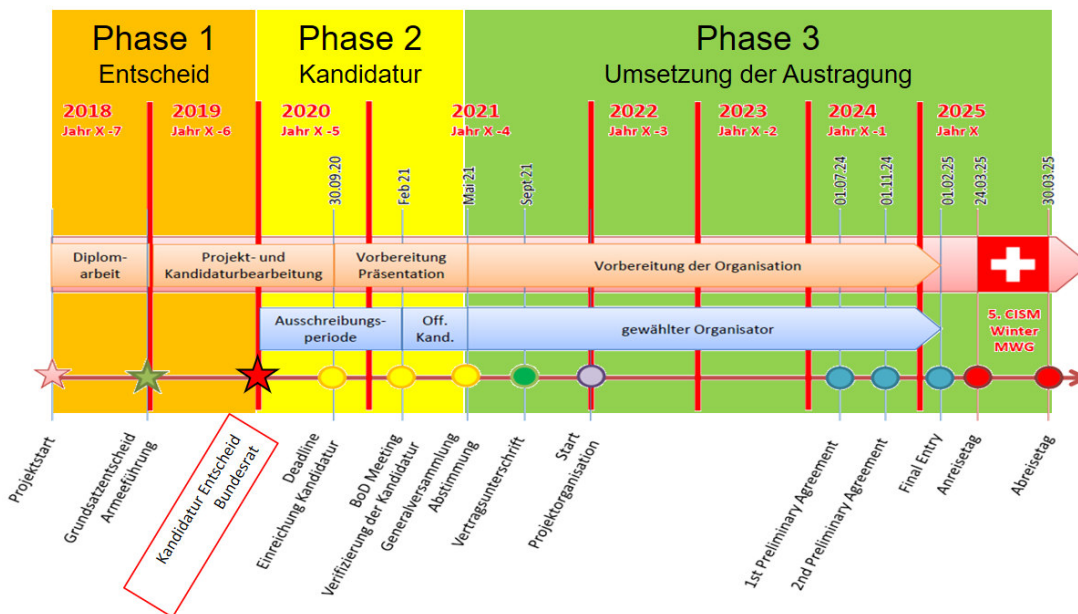 Phase 1
Entscheid
Phase 2
Kandidatur
Phase 3
Umsetzung der Austragung
2018
Jahr X -7
2019
Jahr X -6
2020
Jahr X -5
2021
Jahr X -4
2022
Jahr X -3
2023
Jahr X -2
2024
Jahr X -1
2025
Jahr X
30.09.20
Feb 21
Mai 21
Sept 21
01.07.24
01.11.24
01.02.25
24.03.25
30.03.25
Diplom-
arbeit
Projekt- und
Kandidaturbearbeitung
Vorbereitung
Präsentation
Vorbereitung der Organisation
Ausschreibungs-
periode
Off.
Kand.
gewählter Organisator
5. CISM
Winter
MWG
Projektstart
Grundsatzentscheid
Armeeführung
Kandidatur Entscheid
Bundesrat
Deadline
Einreichung Kandidatur
BoD Meeting
Verifizierung der Kandidatur
Generalversammlung
Abstimmung
Vertragsunterschrift
Start
Projektorganisation
1st Preliminary Agreement
2nd Preliminary Agreement
Final Entry
Anreisetag
Abreisetag